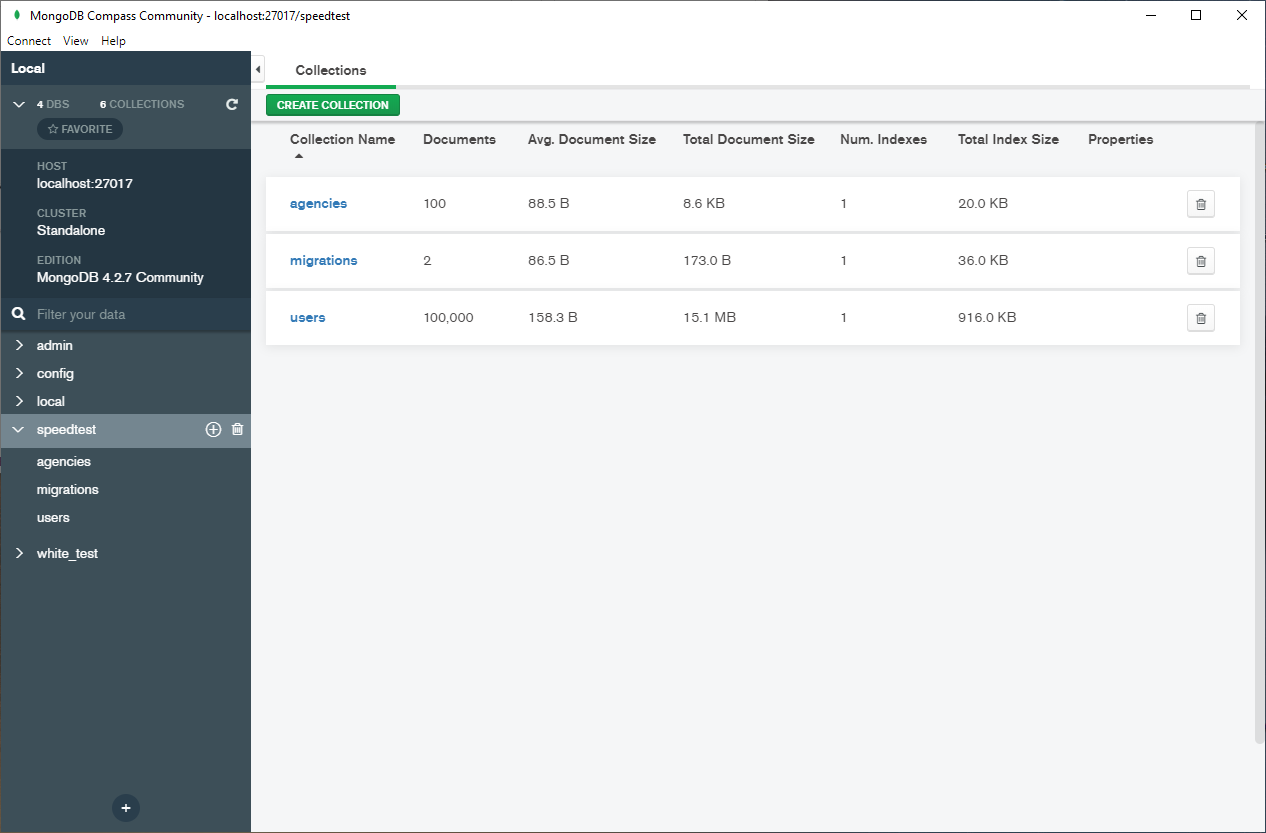 MongoDB Compass Community - localhost:27017/speedtest
Connect View Help
Local
4 DBS 6 COLLECTIONS
FAVORITE
HOST
localhost:27017
CLUSTER
Standalone
EDITION
MongoDB 4.2.7 Community
Filter your data
admin
config
local
speedtest
agencies
migrations
users
white_test
Collections
CREATE COLLECTION
Collection Name Documents Avg. Document Size Total Document Size Num. Indexes Total Index Size Properties
agencies 100 88.5 B 8.6 KB 1 20.0 KB
migrations 2 86.5 B 173.0 B 1 36.0 KB
users 100,000 158.3 B 15.1 MB 1 916.0 KB